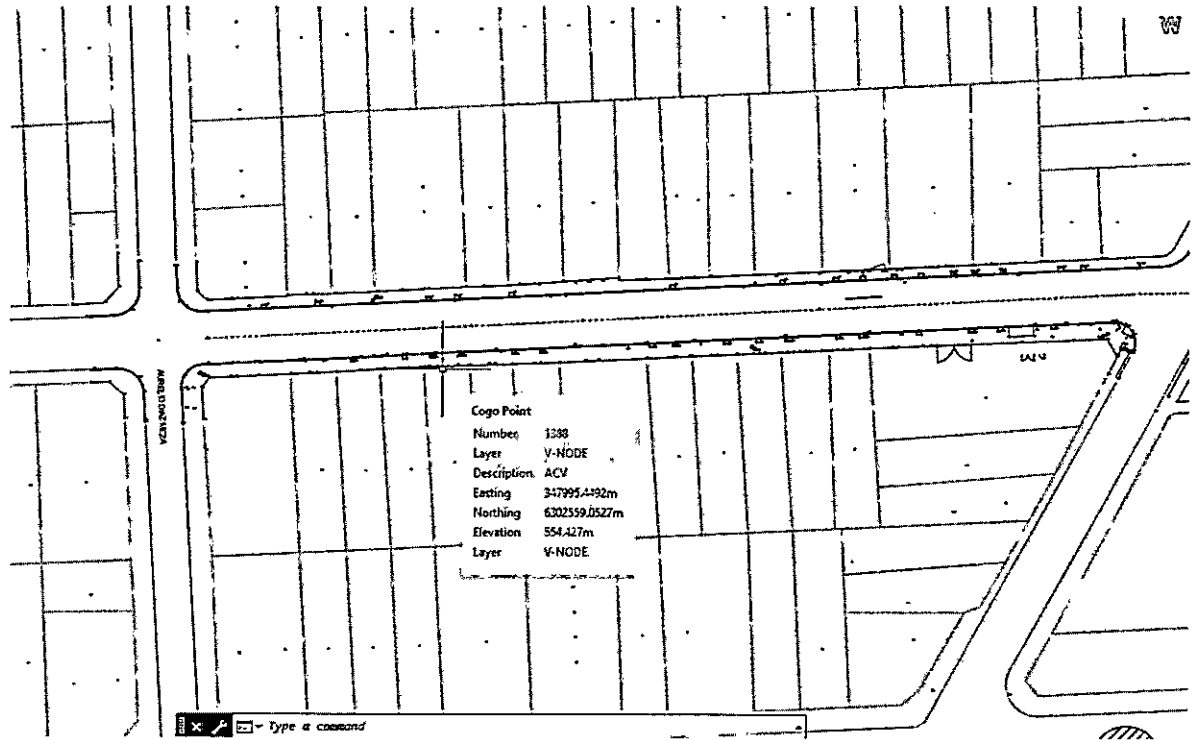 W
Cogo Point
Number 1388
Layer V-NODE
Description ACV
Easting 347995.4492m
Northing 6302559.0527m
Elevation 554.427m
Layer V-NODE
Type a command